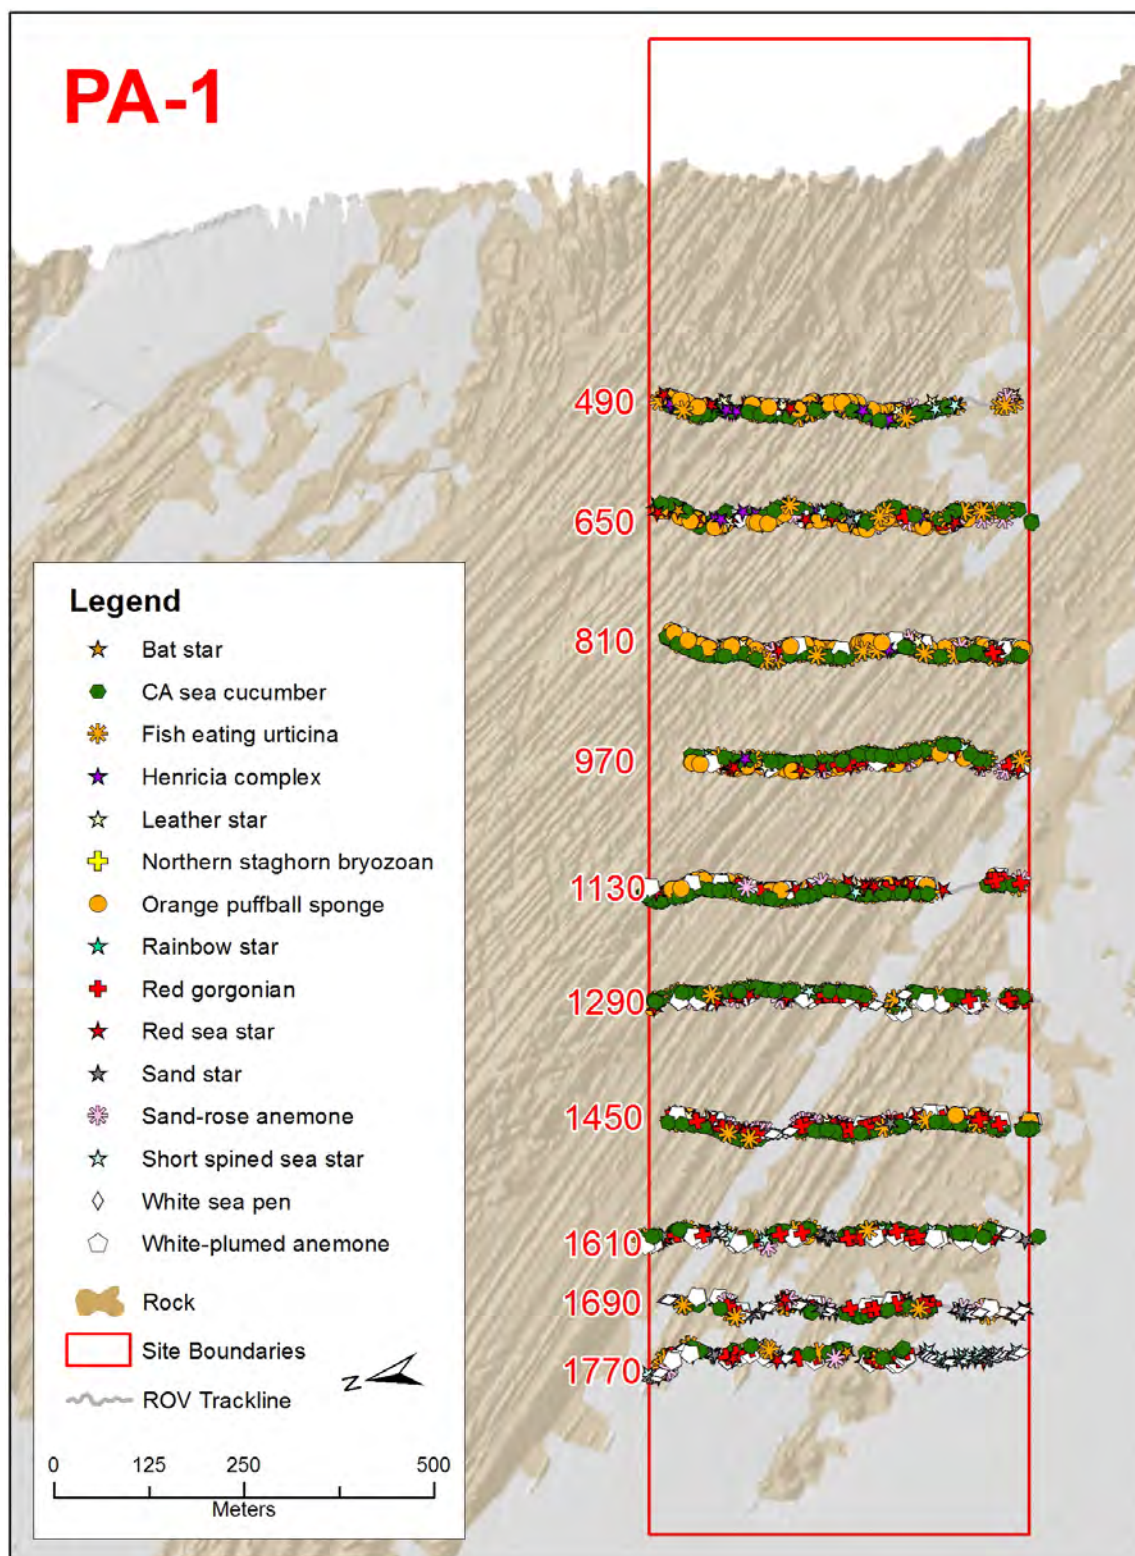 PA-1
490
650
810
970
1130
1290
1450
1610
1690
1770
Legend
Bat star
CA sea cucumber
Fish eating urticina
Henricia complex
Leather star
Northern staghorn bryozoan
Orange puffball sponge
Rainbow star
Red gorgonian
Red sea star
Sand star
Sand-rose anemone
Short spined sea star
White sea pen
White-plumed anemone
Rock
Site Boundaries
ROV Trackline
N
0 125 250 500
Meters